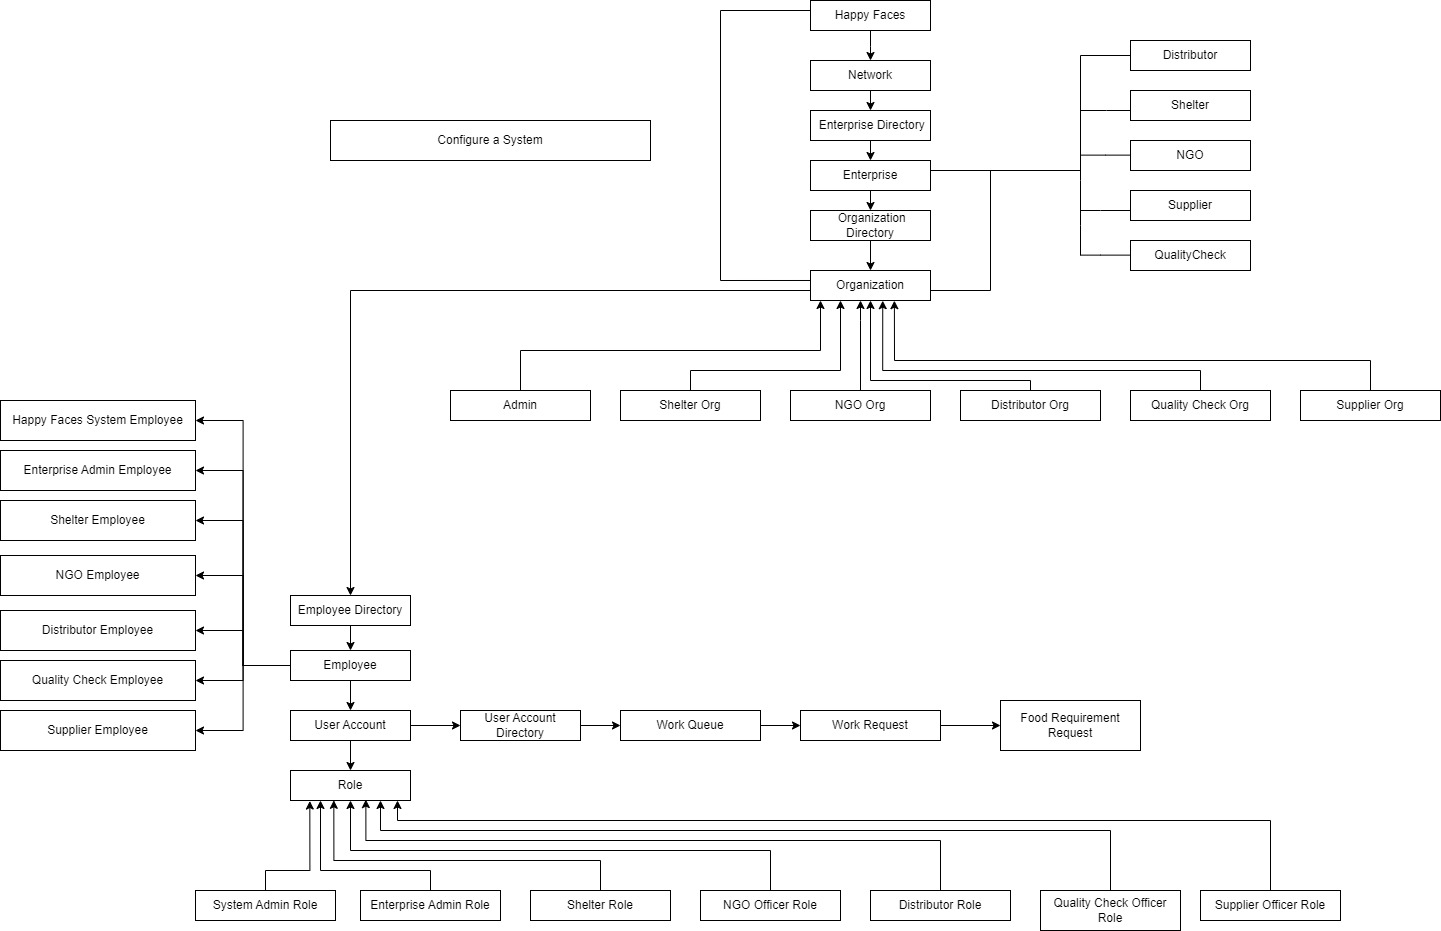 Happy Faces
Network
Enterprise Directory
Enterprise
Organization
Directory
Organization
Configure a System
Distributor
Shelter
NGO
Supplier
QualityCheck
Admin
Shelter Org
NGO Org
Distributor Org
Quality Check Org
Supplier Org
Happy Faces System Employee
Enterprise Admin Employee
Shelter Employee
NGO Employee
Distributor Employee
Quality Check Employee
Supplier Employee
Employee Directory
Employee
User Account
User Account
Directory
Work Queue
Work Request
Food Requirement
Request
Role
System Admin Role
Enterprise Admin Role
Shelter Role
NGO Officer Role
Distributor Role
Quality Check Officer
Role
Supplier Officer Role